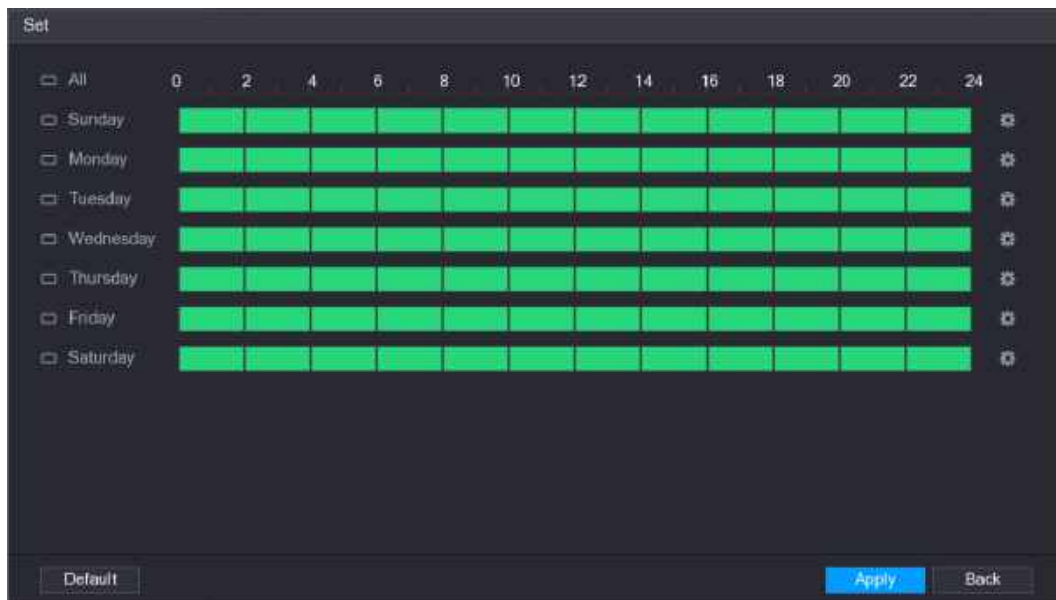 Set
All 0 2 4 6 8 10 12 14 16 18 20 22 24
Sunday
Monday
Tuesday
Wednesday
Thursday
Friday
Saturday
Default Apply Back